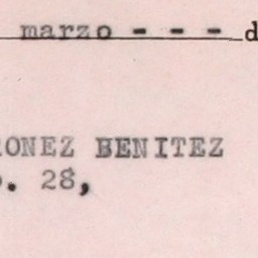 marzo - - - d
ONEZ BENITEZ
. 28,